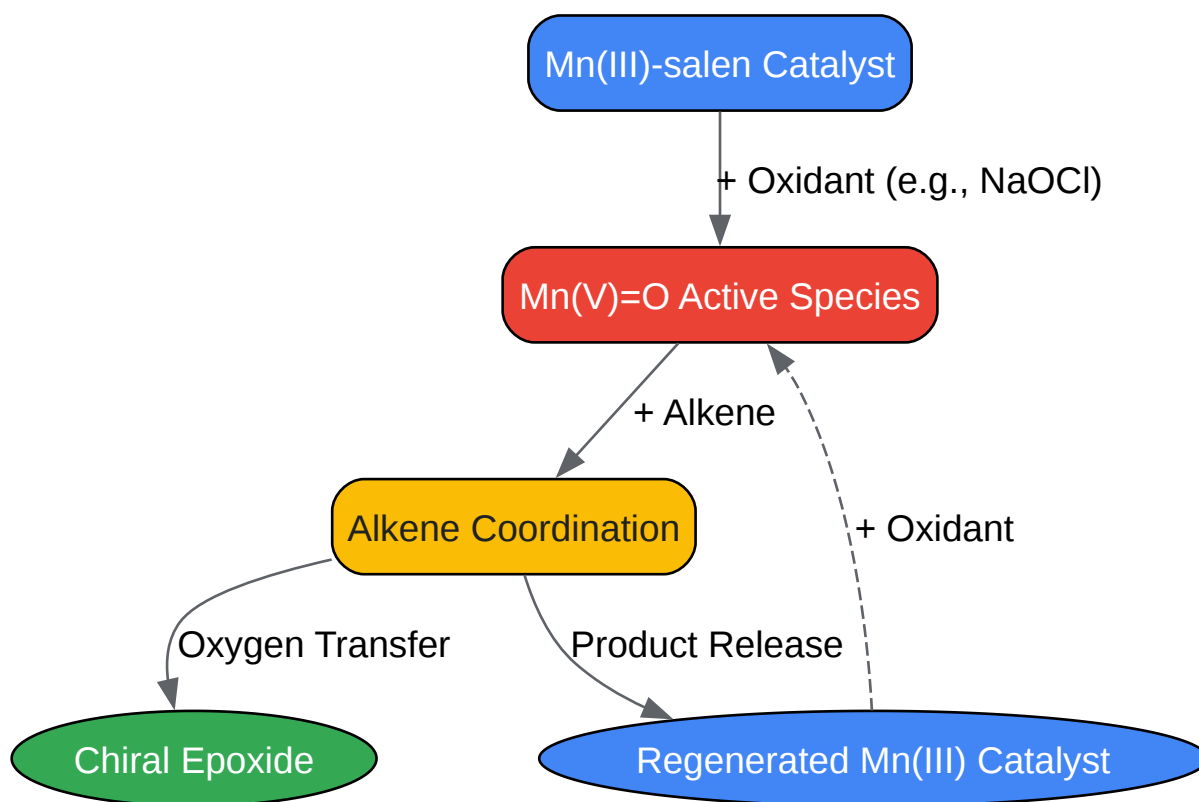 Mn(III)-salen Catalyst
+ Oxidant (e.g., NaOCl)
Mn(V)=O Active Species
+ Alkene
Alkene Coordination
+ Oxidant
Oxygen Transfer
Product Release
Chiral Epoxide
Regenerated Mn(III) Catalyst